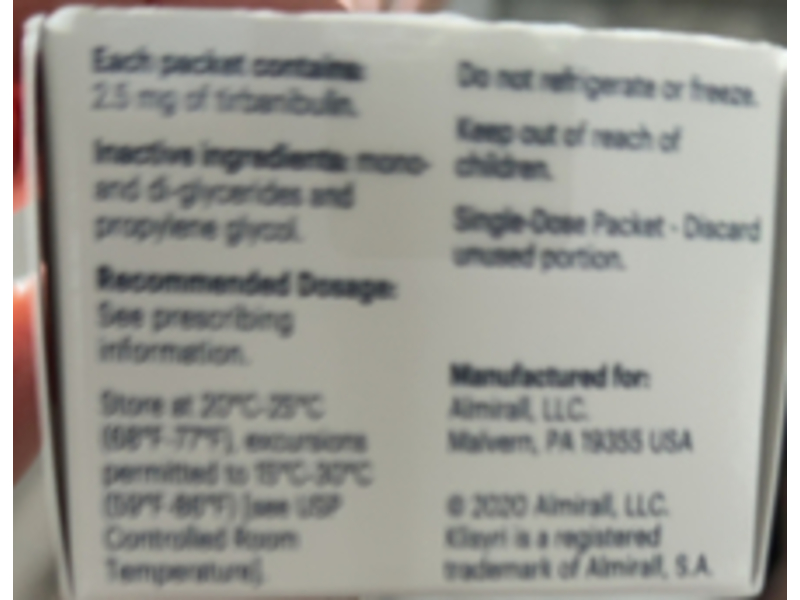 Each packet contains:
2.5 mg of tirbanibulin.
Inactive ingredients: mono-
and di-glycerides and
propylene glycol.
Recommended Dosage:
See prescribing
information.
Store at 20°C-25°C
(68°F-77°F), excursions
permitted to 15°C-30°C
(59°F-86°F) [see USP
Controlled Room
Temperature].
Do not refrigerate or freeze.
Keep out of reach of
children.
Single-Dose Packet - Discard
unused portion.
Manufactured for:
Almirall, LLC.
Malvern, PA 19355 USA
© 2020 Almirall, LLC.
Klisyri is a registered
trademark of Almirall, S.A.